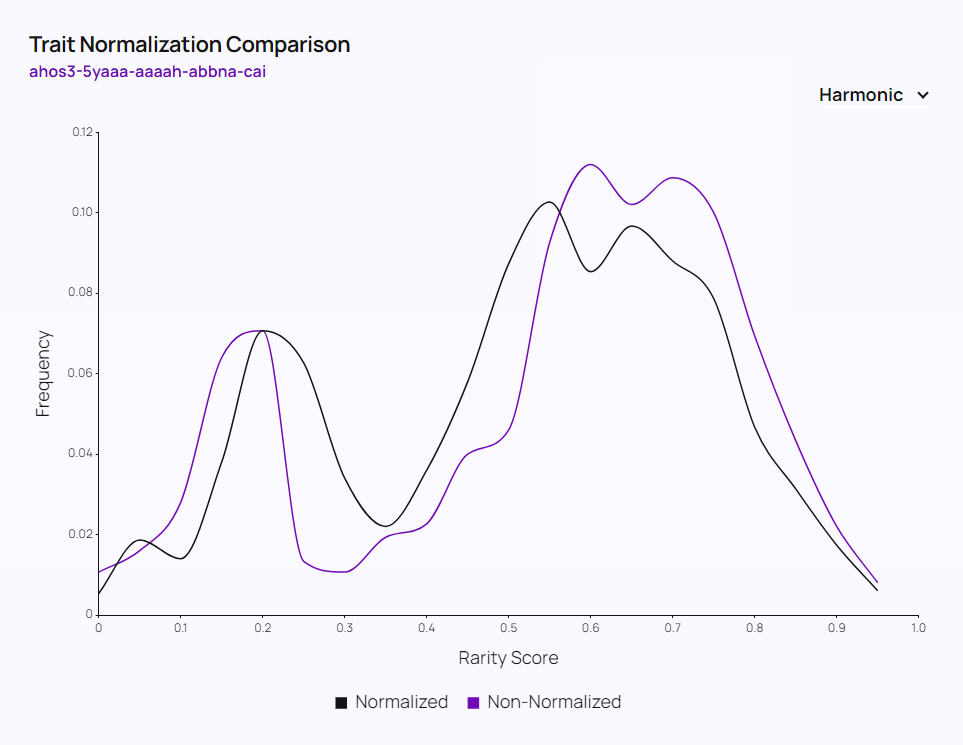 Trait Normalization Comparison
ahos3-5yaaa-aaaah-abbna-cai
Harmonic
0.12
0.10
0.08
0.06
0.04
0.02
0
Frequency
0
0.1
0.2
0.3
0.4
0.5
0.6
0.7
0.8
0.9
1.0
Rarity Score
Normalized
Non-Normalized